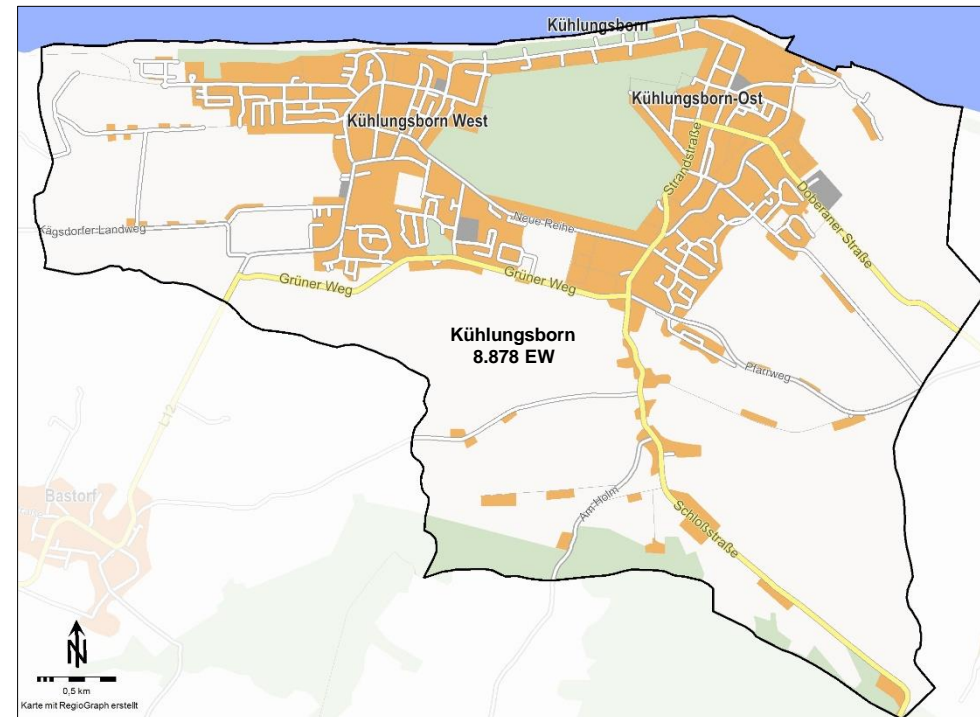 Kühlungsborn
Kühlungsborn West
Kühlungsborn-Ost
Strandstraße
Doberaner Straße
Neue Reihe
Kägsdorfer Landweg
Grüner Weg
Grüner Weg
Kühlungsborn
8.878 EW
Pfarrweg
L12
Bastorf
Am Holm
Schloßstraße
N
0,5 km
Karte mit RegioGraph erstellt